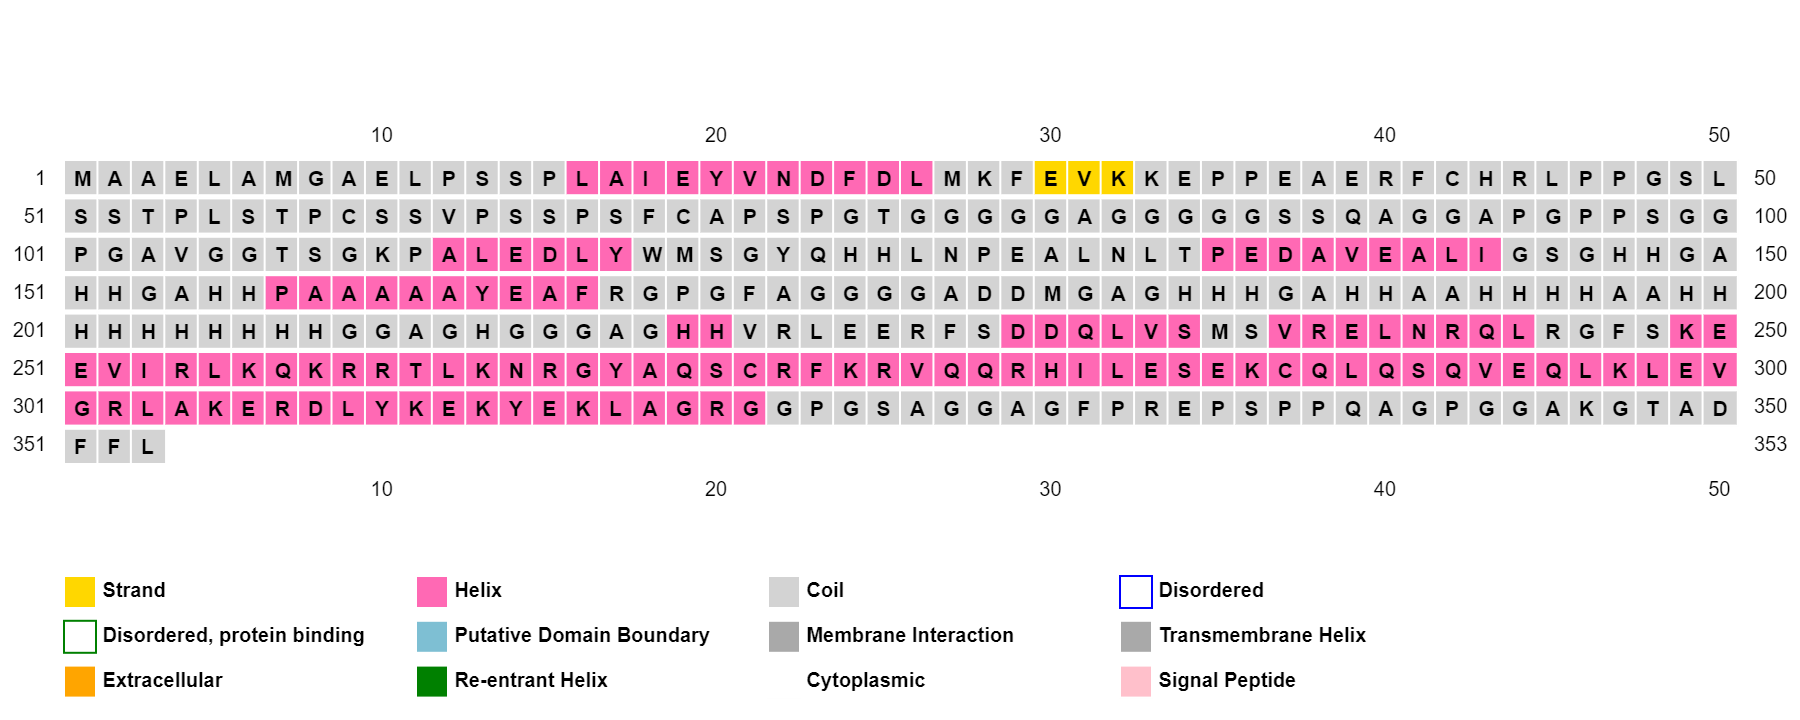 10 20 30 40 50
1 M A A E L A M G A E L P S S P L A I E Y V N D F D L M K F E V K K E P P E A E R F C H R L P P G S L 50
51 S S T P L S T P C S S V P S S P S F C A P S P G T G G G G G A G G G G G S S Q A G G A P G P P S G G 100
101 P G A V G G T S G K P A L E D L Y W M S G Y Q H H L N P E A L N L T P E D A V E A L I G S G H H G A 150
151 H H G A H H P A A A A A Y E A F R G P G F A G G G G A D D M G A G H H H G A H H A A H H H H A A H H 200
201 H H H H H H H H G G A G H G G G A G H H V R L E E R F S D D Q L V S M S V R E L N R Q L R G F S K E 250
251 E V I R L K Q K R R T L K N R G Y A Q S C R F K R V Q Q R H I L E S E K C Q L Q S Q V E Q L K L E V 300
301 G R L A K E R D L Y K E K Y E K L A G R G G P G S A G G A G F P R E P S P P Q A G P G G A K G T A D 350
351 F F L 353
10 20 30 40 50
Strand Helix Coil Disordered
Disordered, protein binding Putative Domain Boundary Membrane Interaction Transmembrane Helix
Extracellular Re-entrant Helix Cytoplasmic Signal Peptide